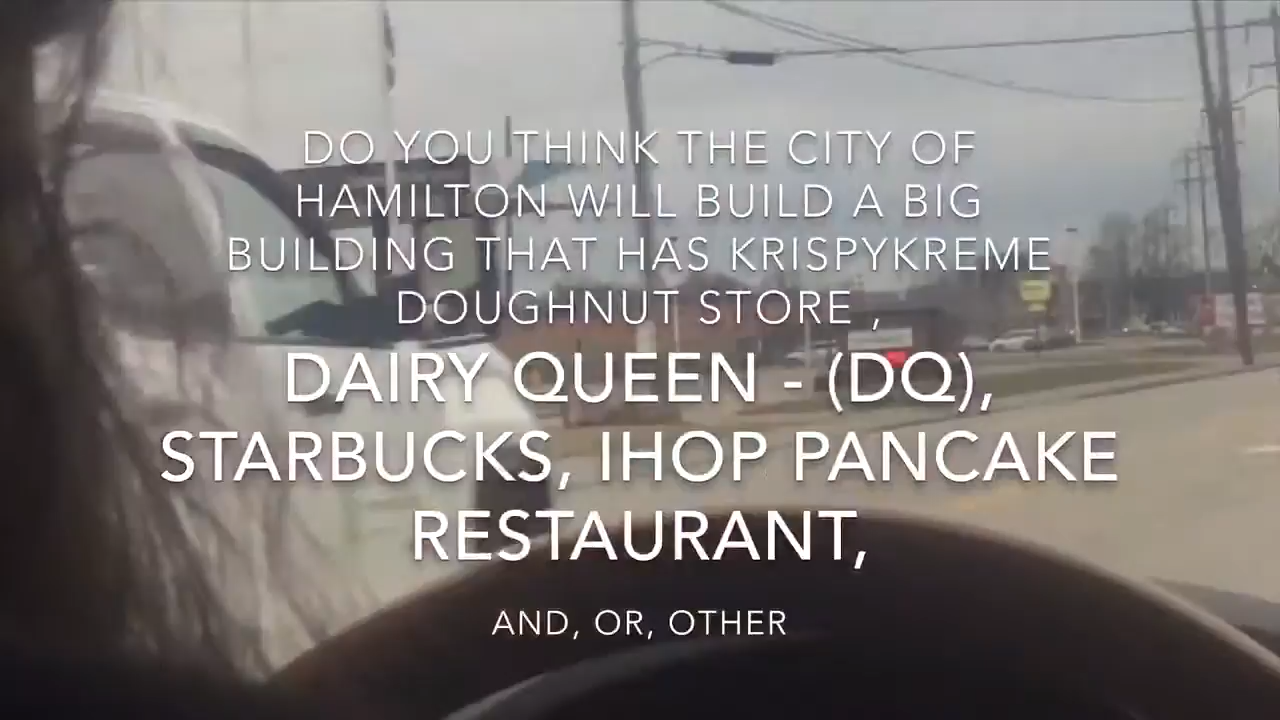 DO YOU THINK THE CITY OF
HAMILTON WILL BUILD A BIG
BUILDING THAT HAS KRISPYKREME
DOUGHNUT STORE ,
DAIRY QUEEN - (DQ),
STARBUCKS, IHOP PANCAKE
RESTAURANT,
AND, OR, OTHER